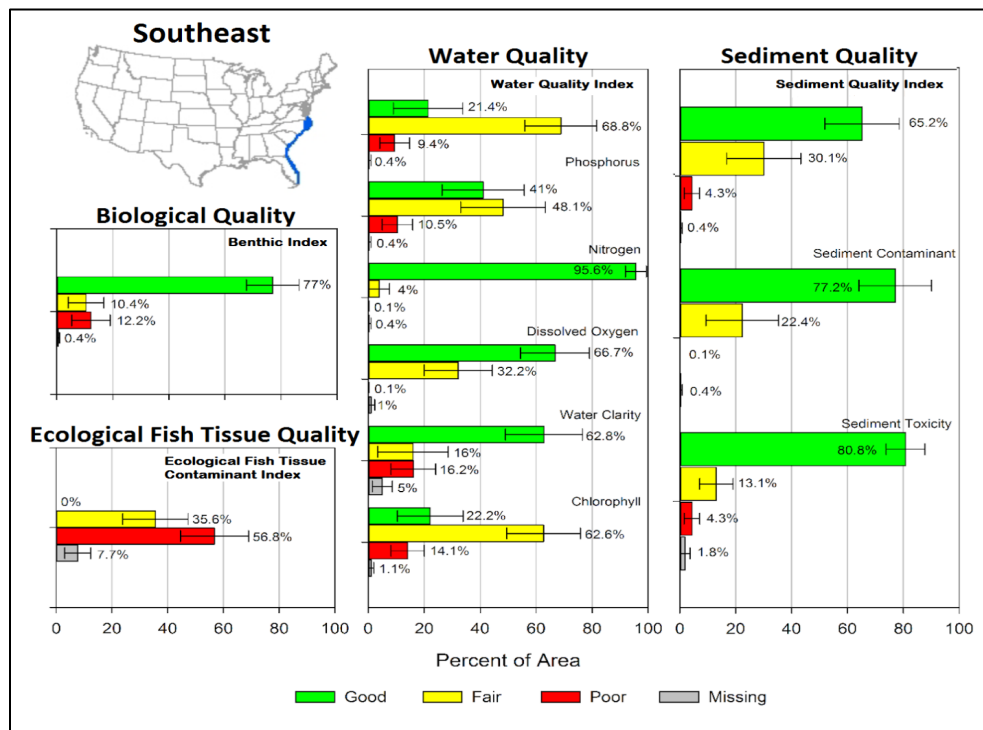 Southeast
Biological Quality
Benthic Index
77%
10.4%
12.2%
0.4%
Ecological Fish Tissue Quality
Ecological Fish Tissue
Contaminant Index
0%
35.6%
56.8%
7.7%
0 20 40 60 80 100
Water Quality
Water Quality Index
21.4%
68.8%
9.4%
0.4%
Phosphorus
41%
48.1%
10.5%
0.4%
Nitrogen
95.6%
4%
0.1%
0.4%
Dissolved Oxygen
66.7%
32.2%
0.1%
1%
Water Clarity
62.8%
16%
16.2%
5%
Chlorophyll
22.2%
62.6%
14.1%
1.1%
0 20 40 60 80 100
Sediment Quality
Sediment Quality Index
65.2%
30.1%
4.3%
0.4%
Sediment Contaminant
77.2%
22.4%
0.1%
0.4%
Sediment Toxicity
80.8%
13.1%
4.3%
1.8%
0 20 40 60 80 100
Percent of Area
Good Fair Poor Missing